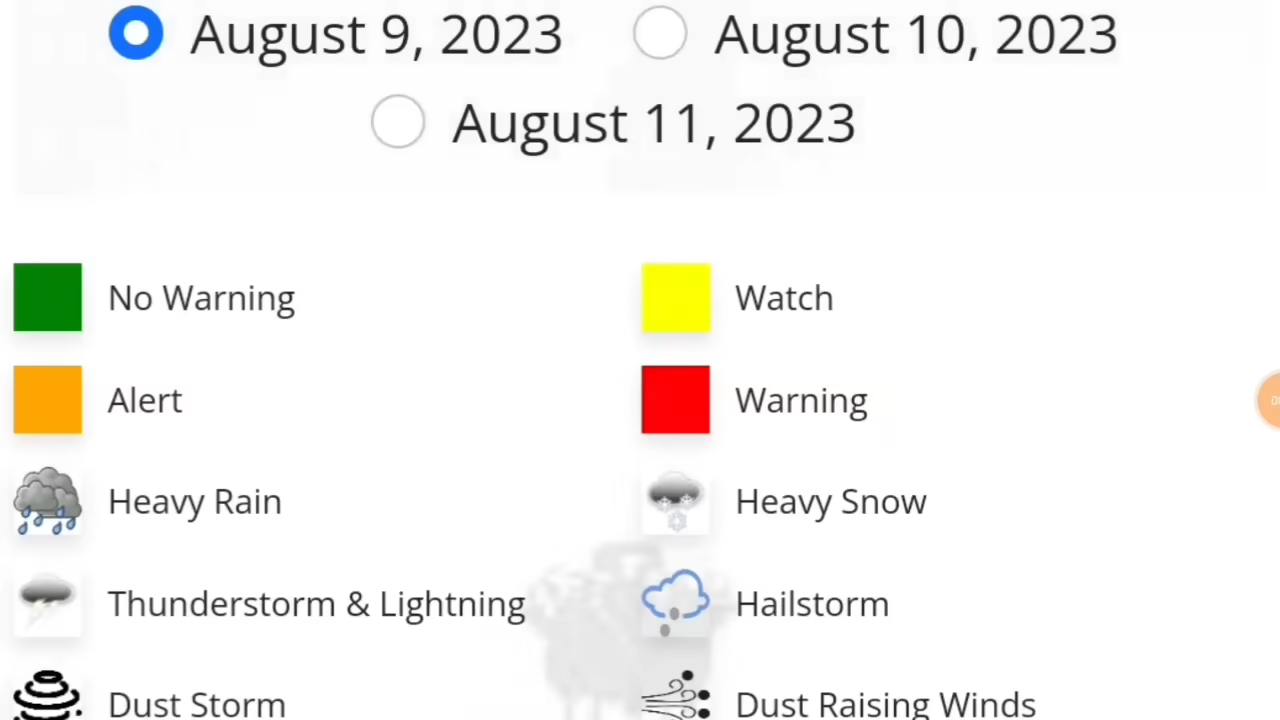 August 9, 2023 August 10, 2023
August 11, 2023
No Warning Watch
Alert Warning
Heavy Rain Heavy Snow
Thunderstorm & Lightning Hailstorm
Dust Storm Dust Raising Winds